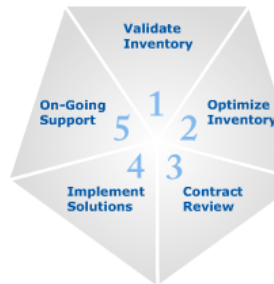 Validate
Inventory
1
Optimize
Inventory
2
Contract
Review
3
Implement
Solutions
4
On-Going
Support
5